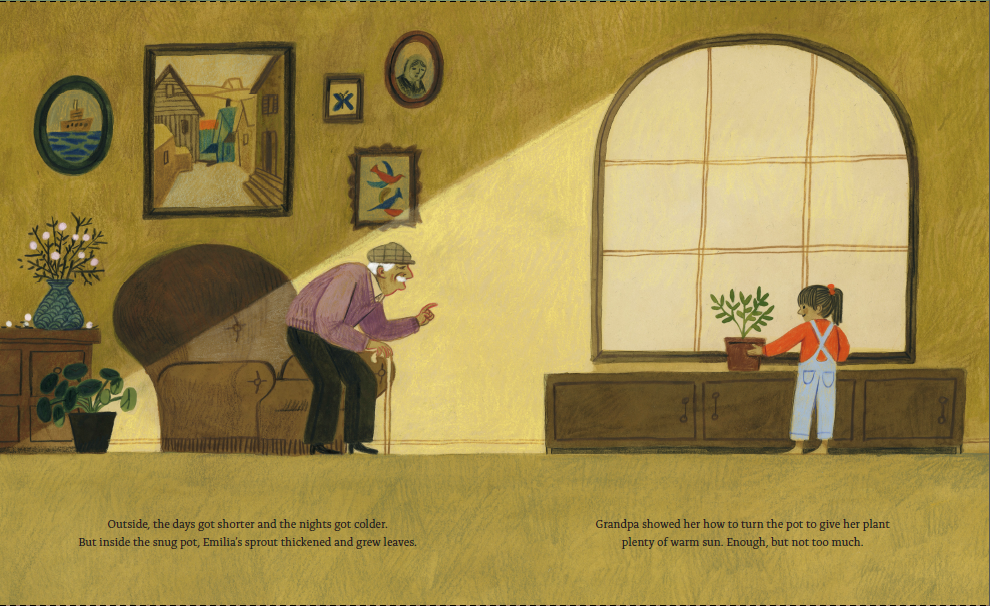 Outside, the days got shorter and the nights got colder.
But inside the snug pot, Emilia's sprout thickened and grew leaves.
Grandpa showed her how to turn the pot to give her plant
plenty of warm sun. Enough, but not too much.